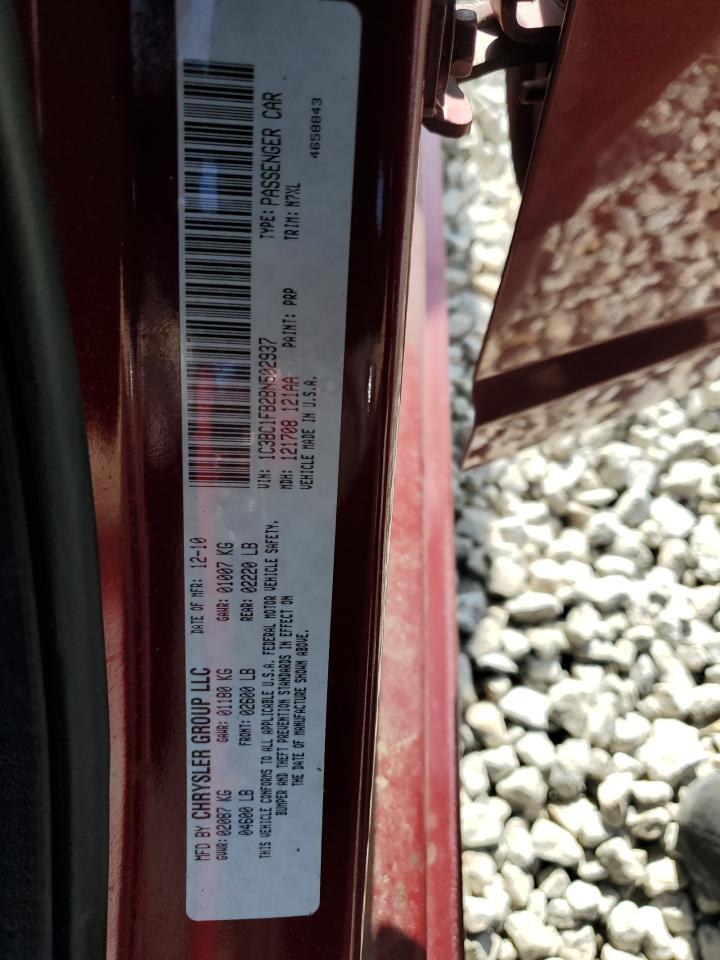 MFD BY CHRYSLER GROUP LLC DATE OF MFR: 12-10
GVWR: 02087 KG GAWR: 01180 KG GAWR: 01007 KG
04600 LB FRONT: 02600 LB REAR: 02220 LB
THIS VEHICLE CONFORMS TO ALL APPLICABLE U.S.A. FEDERAL MOTOR VEHICLE SAFETY,
BUMPER AND THEFT PREVENTION STANDARDS IN EFFECT ON
THE DATE OF MANUFACTURE SHOWN ABOVE.
VIN: 1C3BC1FB2BN502937 TYPE: PASSENGER CAR
MDH: 121708 121AA PAINT: PRP TRIM: N7XL
VEHICLE MADE IN U.S.A.
4658843